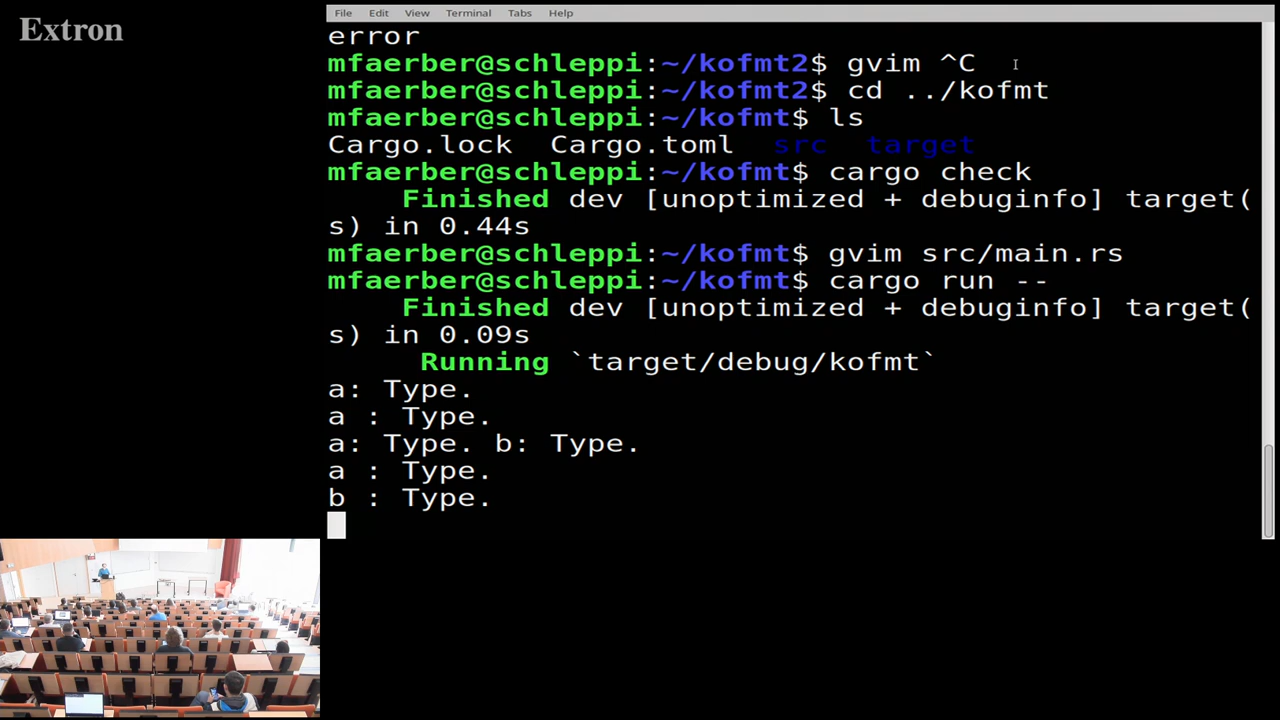 Extron
File Edit View Terminal Tabs Help
error
mfaerber@schleppi:~/kofmt2$ gvim ^C
mfaerber@schleppi:~/kofmt2$ cd ../kofmt
mfaerber@schleppi:~/kofmt$ ls
Cargo.lock  Cargo.toml  src  target
mfaerber@schleppi:~/kofmt$ cargo check
    Finished dev [unoptimized + debuginfo] target(
s) in 0.44s
mfaerber@schleppi:~/kofmt$ gvim src/main.rs
mfaerber@schleppi:~/kofmt$ cargo run --
    Finished dev [unoptimized + debuginfo] target(
s) in 0.09s
     Running `target/debug/kofmt`
a: Type.
a : Type.
a: Type. b: Type.
a : Type.
b : Type.